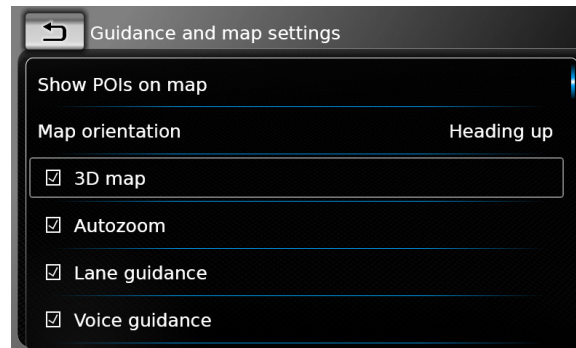 Guidance and map settings
Show POIs on map
Map orientation Heading up
3D map
Autozoom
Lane guidance
Voice guidance